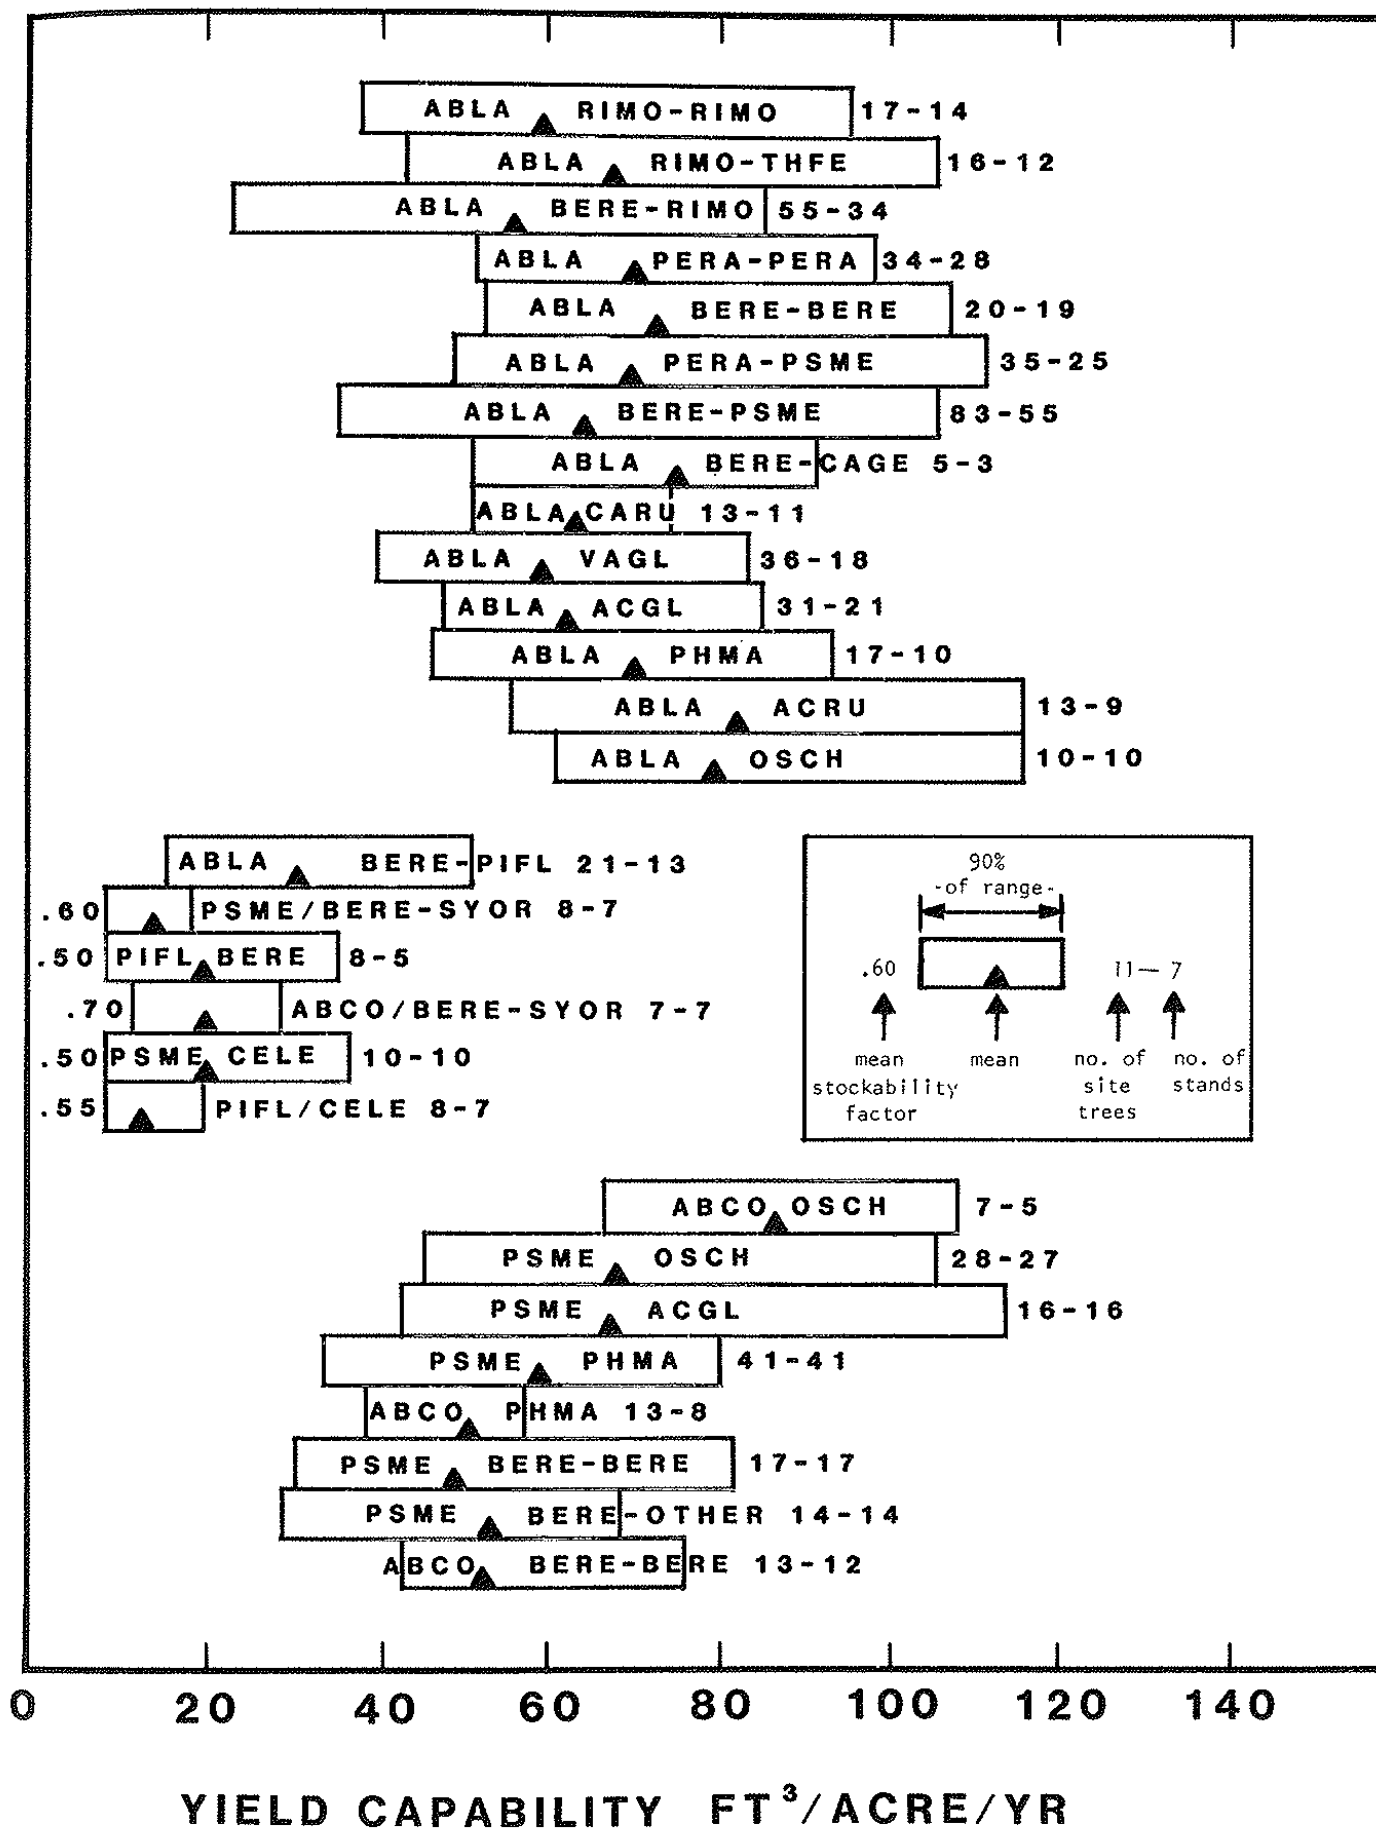 ABLA RIMO-RIMO 17-14
ABLA RIMO-THFE 16-12
ABLA BERE-RIMO 55-34
ABLA PERA-PERA 34-28
ABLA BERE-BERE 20-19
ABLA PERA-PSME 35-25
ABLA BERE-PSME 83-55
ABLA BERE-CAGE 5-3
ABLA CARU 13-11
ABLA VAGL 36-18
ABLA ACGL 31-21
ABLA PHMA 17-10
ABLA ACRU 13-9
ABLA OSCH 10-10
ABLA BERE-PIFL 21-13
.60 PSME/BERE-SYOR 8-7
.50 PIFL BERE 8-5
.70 ABCO/BERE-SYOR 7-7
.50 PSME CELE 10-10
.55 PIFL/CELE 8-7
90%
-of range-
.60 11-7
mean mean no. of no. of
stockability site stands
factor trees
ABCO OSCH 7-5
PSME OSCH 28-27
PSME ACGL 16-16
PSME PHMA 41-41
ABCO PHMA 13-8
PSME BERE-BERE 17-17
PSME BERE-OTHER 14-14
ABCO BERE-BERE 13-12
0 20 40 60 80 100 120 140
YIELD CAPABILITY FT³/ACRE/YR